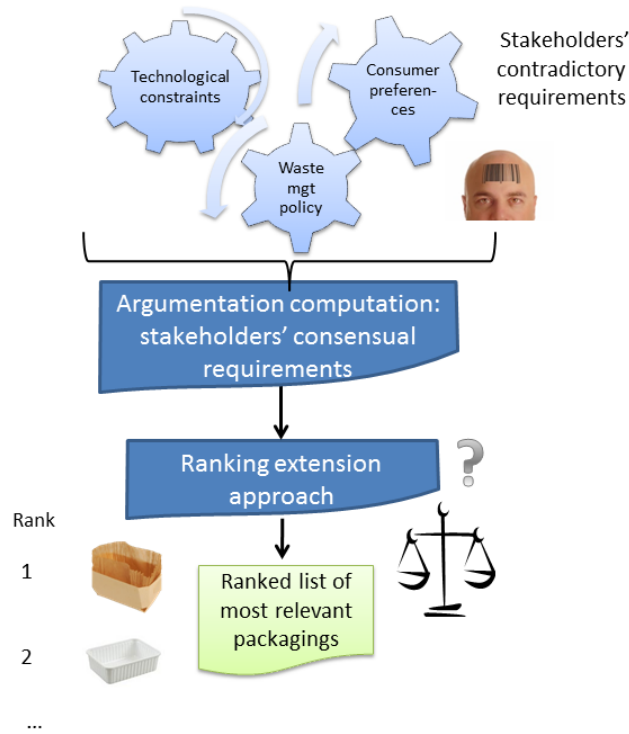 Stakeholders’
contradictory
requirements
Technological
constraints
Consumer
preferen-
ces
Waste
mgt
policy
Argumentation computation:
stakeholders’ consensual
requirements
Ranking extension
approach
?
Rank
1
Ranked list of
most relevant
packagings
2
...